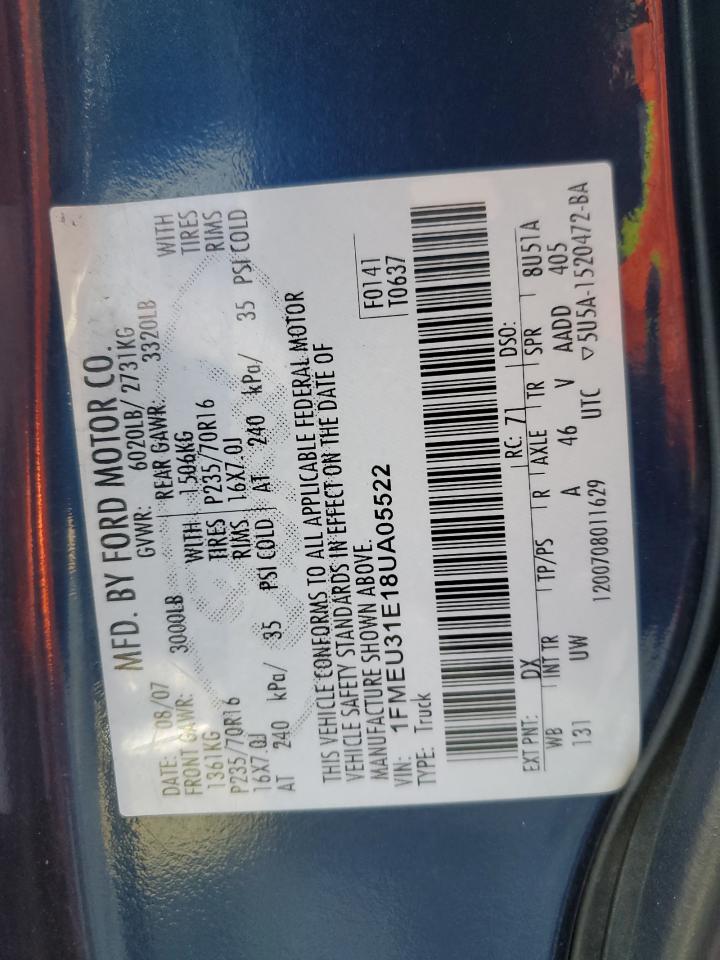 MFD. BY FORD MOTOR CO.
DATE: 08/07 GVWR: 6020LB/ 2731KG
FRONT GAWR: 3000LB REAR GAWR: 3320LB
1361KG WITH 1506KG WITH
P235/70R16 TIRES P235/70R16 TIRES
16X7.0J RIMS 16X7.0J RIMS
AT 240 kPa/ 35 PSI COLD AT 240 kPa/ 35 PSI COLD
THIS VEHICLE CONFORMS TO ALL APPLICABLE FEDERAL MOTOR
VEHICLE SAFETY STANDARDS IN EFFECT ON THE DATE OF
MANUFACTURE SHOWN ABOVE.
VIN: 1FMEU31E18UA05522
TYPE: Truck
F0141
T0637
EXT PNT: DX RC: 71 DSO:
WB INT TR TP/PS R AXLE TR SPR 8U51A
131 UW A 46 V AADD 405
1200708011629 UTC ▽5U5A-1520472-BA